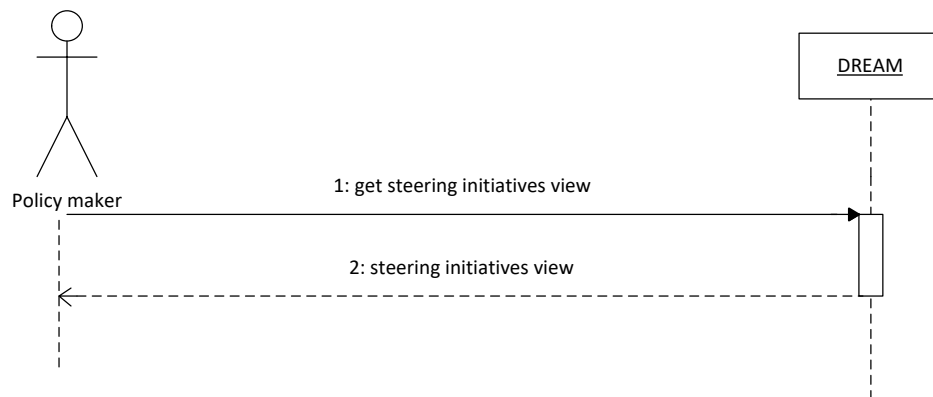 DREAM
Policy maker
1: get steering initiatives view
2: steering initiatives view